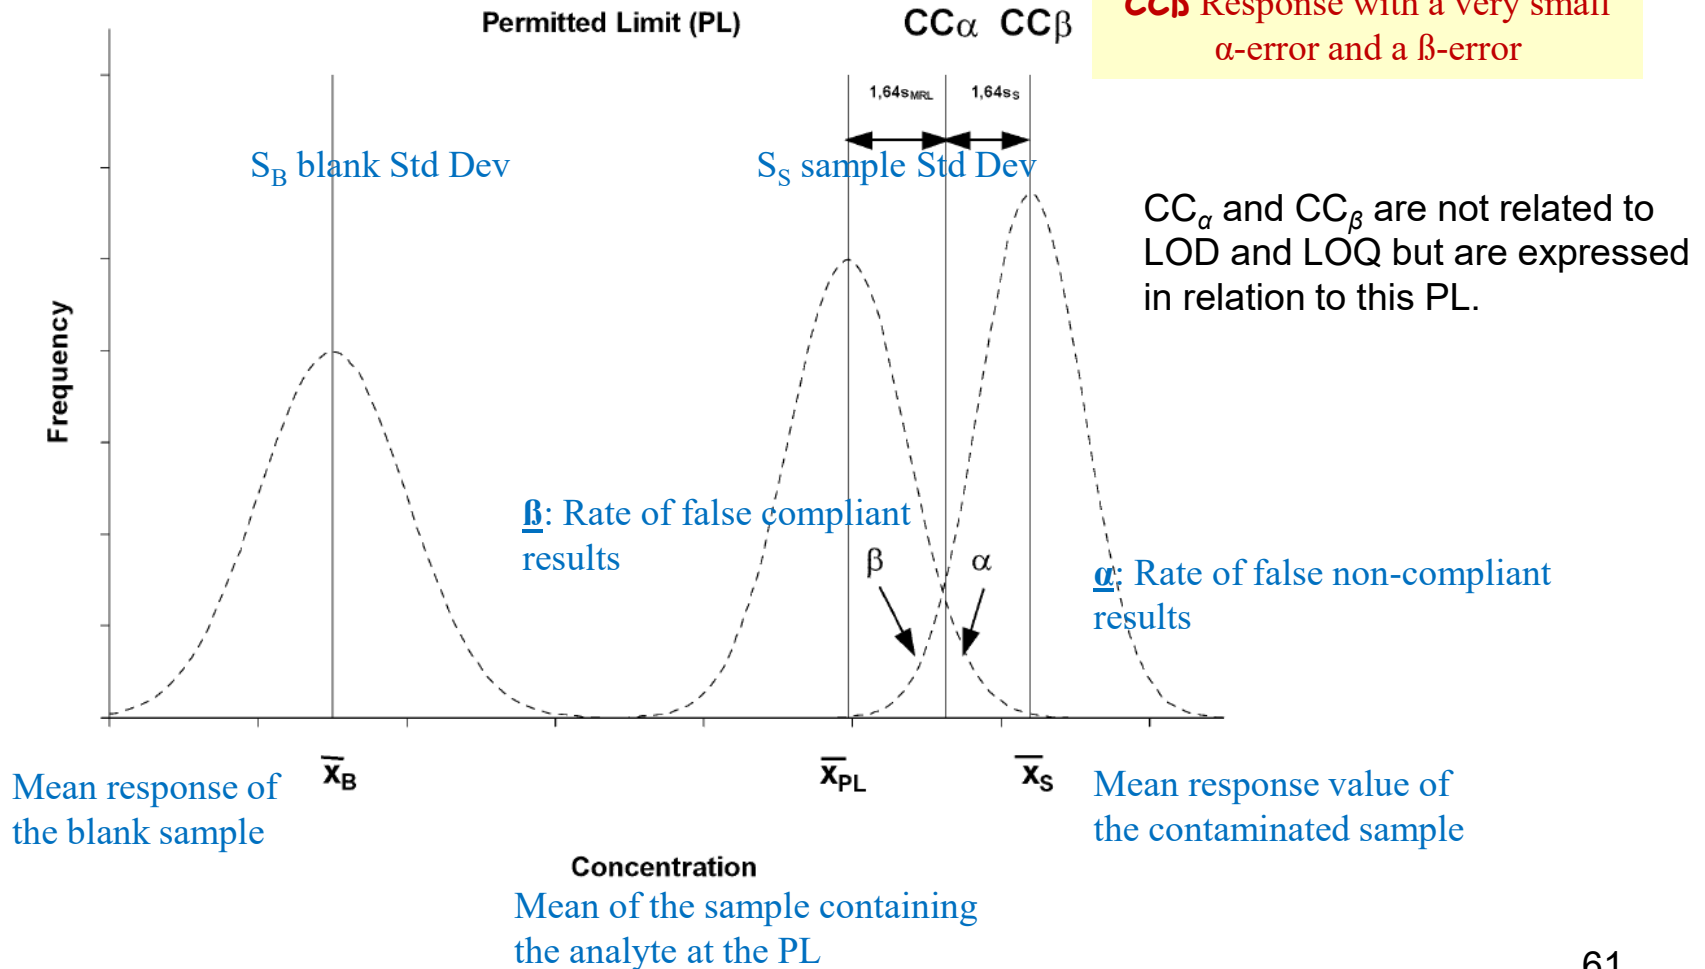 Permitted Limit (PL)
CCα CCβ
CCß Response with a very small
α-error and a ß-error
1,64sMRL
1,64sS
SB blank Std Dev
SS sample Std Dev
CCα and CCβ are not related to
LOD and LOQ but are expressed
in relation to this PL.
Frequency
ß: Rate of false compliant
results
β
α
α: Rate of false non-compliant
results
x̅B
x̅PL
x̅S
Mean response of
the blank sample
Mean response value of
the contaminated sample
Concentration
Mean of the sample containing
the analyte at the PL
61